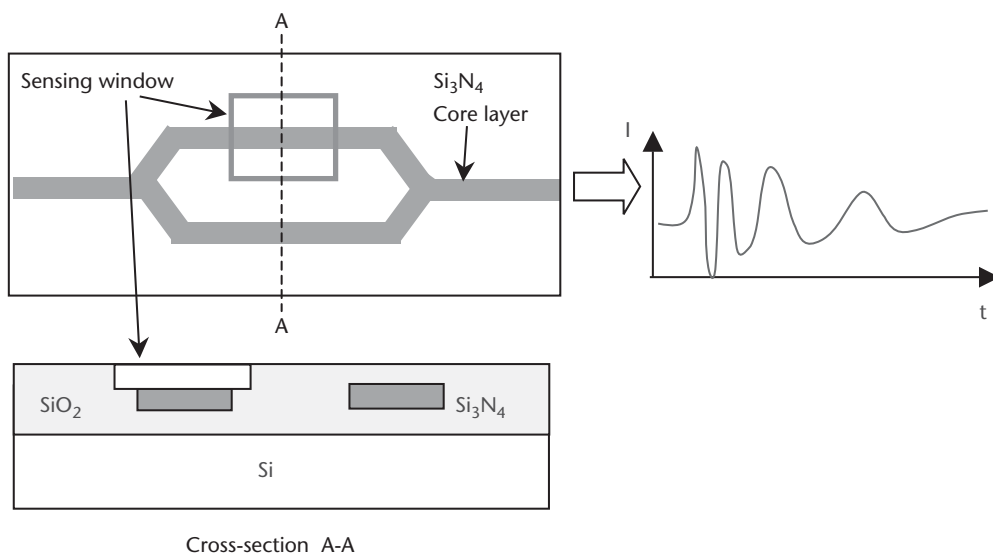 A
Sensing window
Si₃N₄
Core layer
I
t
A
SiO₂
Si₃N₄
Si
Cross-section A-A